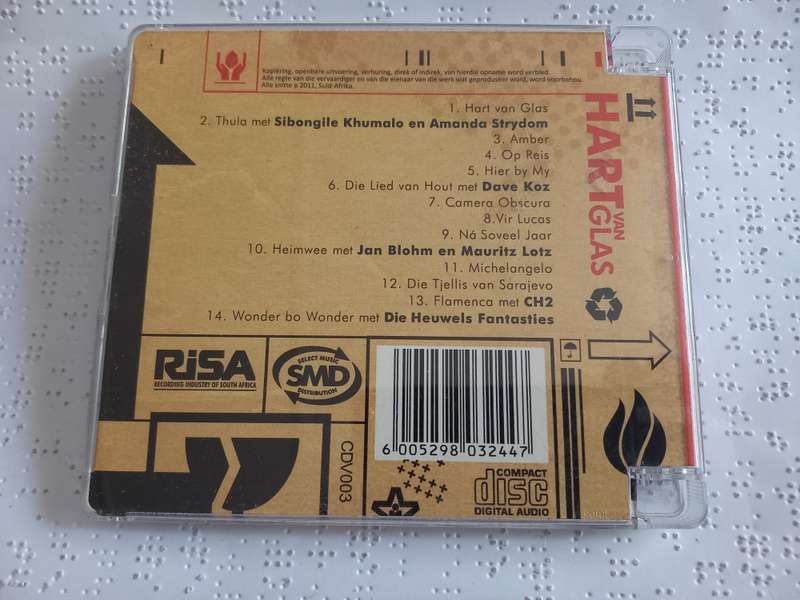 Kopiëring, openbare uitvoering, verhuring, direk of indirek, van hierdie opname word verbied.
Alle regte van die vervaardiger en van die eienaar van die werk wat geproduseer word, word voorbehou.
Alle snitte ℗ 2011, Suid-Afrika.
1. Hart van Glas
2. Thula met Sibongile Khumalo en Amanda Strydom
3. Amber
4. Op Reis
5. Hier by My
6. Die Lied van Hout met Dave Koz
7. Camera Obscura
8.Vir Lucas
9. Ná Soveel Jaar
10. Heimwee met Jan Blohm en Mauritz Lotz
11. Michelangelo
12. Die Tjellis van Sarajevo
13. Flamenca met CH2
14. Wonder bo Wonder met Die Heuwels Fantasties
HART
VAN
GLAS
RiSA
RECORDING INDUSTRY OF SOUTH AFRICA
SELECT MUSIC
SMD
DISTRIBUTION
CDV003
6 005298 032447
COMPACT
disc
DIGITAL AUDIO